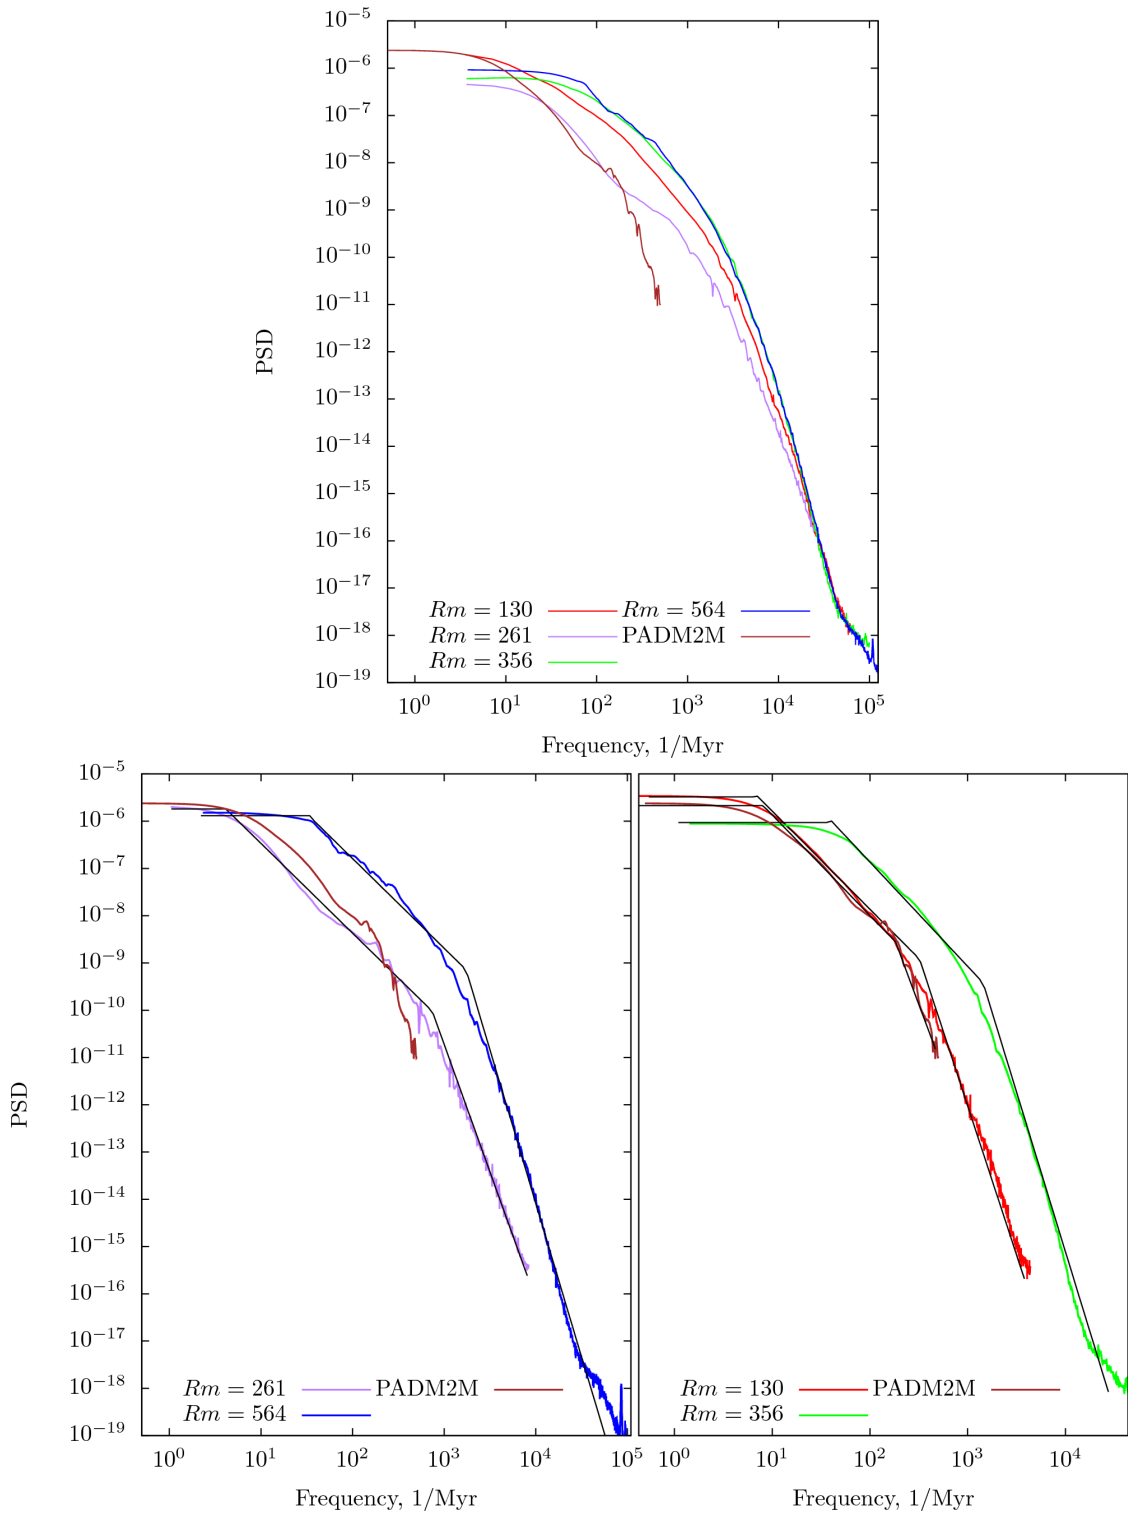 10^−5
10^−6
10^−7
10^−8
10^−9
10^−10
10^−11
10^−12
10^−13
10^−14
10^−15
10^−16
10^−17
10^−18
10^−19
PSD
Rm = 130 Rm = 564
Rm = 261 PADM2M
Rm = 356
10^0 10^1 10^2 10^3 10^4 10^5
Frequency, 1/Myr
10^−5
10^−6
10^−7
10^−8
10^−9
10^−10
10^−11
10^−12
10^−13
10^−14
10^−15
10^−16
10^−17
10^−18
10^−19
PSD
Rm = 261 PADM2M
Rm = 564
10^0 10^1 10^2 10^3 10^4 10^5
Frequency, 1/Myr
Rm = 130 PADM2M
Rm = 356
10^0 10^1 10^2 10^3 10^4
Frequency, 1/Myr